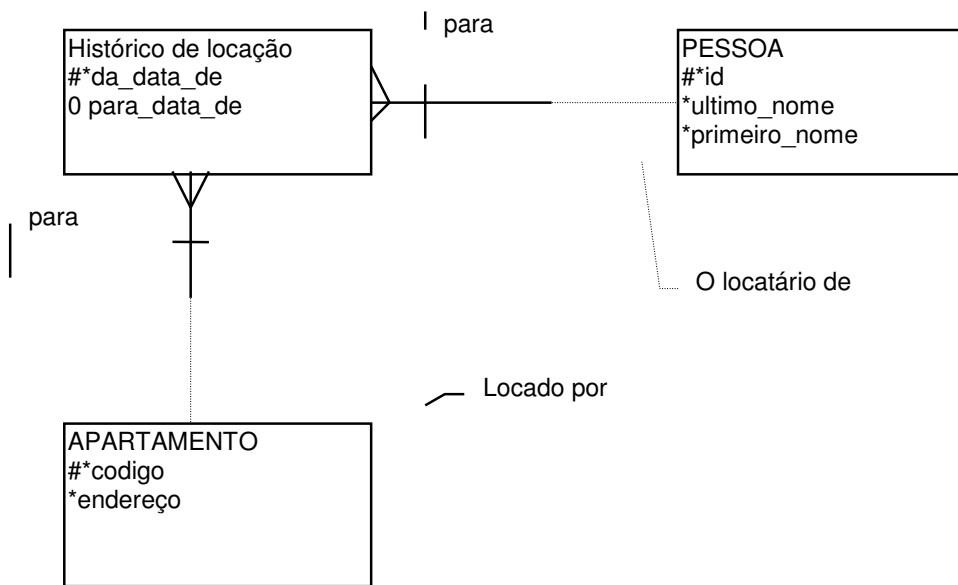 para
Histórico de locação
#*da_data_de
0 para_data_de
PESSOA
#*id
*ultimo_nome
*primeiro_nome
para
O locatário de
Locado por
APARTAMENTO
#*codigo
*endereço